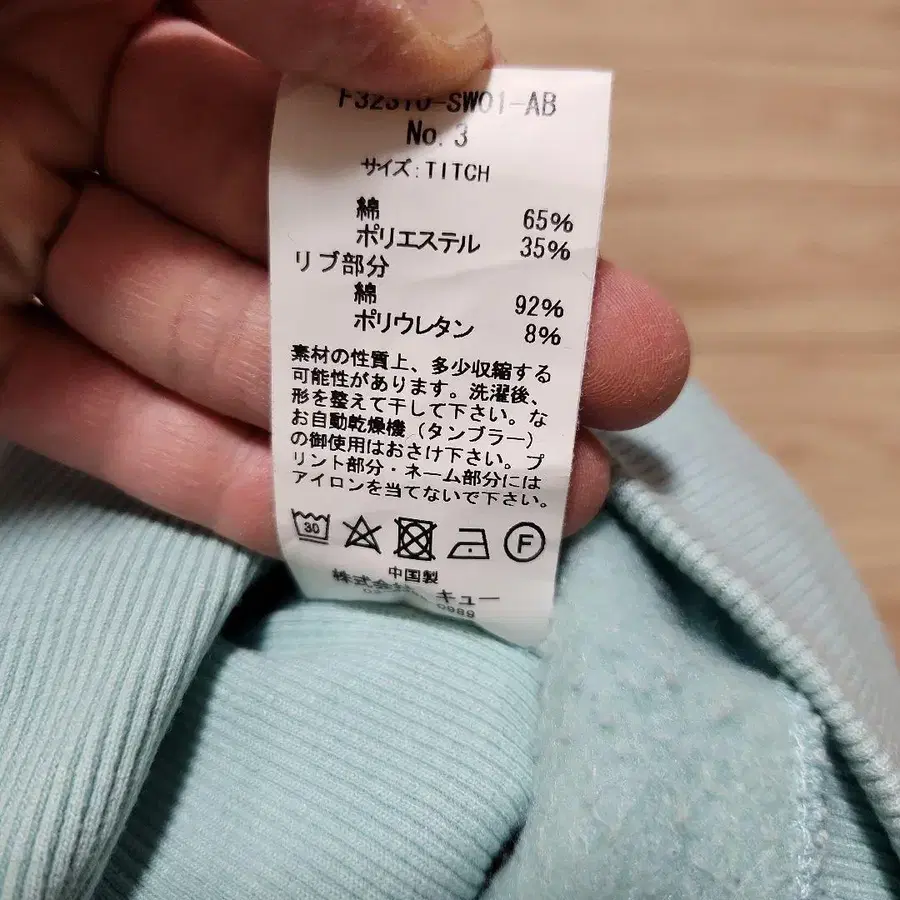 F32310-SW01-AB
No.3
サイズ:TITCH
綿 65%
ポリエステル 35%
リブ部分
綿 92%
ポリウレタン 8%
素材の性質上、多少収縮する
可能性があります。洗濯後、
形を整えて干して下さい。な
お自動乾燥機(タンブラー)
の御使用はおさけ下さい。プ
リント部分・ネーム部分には
アイロンを当てないで下さい。
30
F
中国製
株式会社 キュー
0989